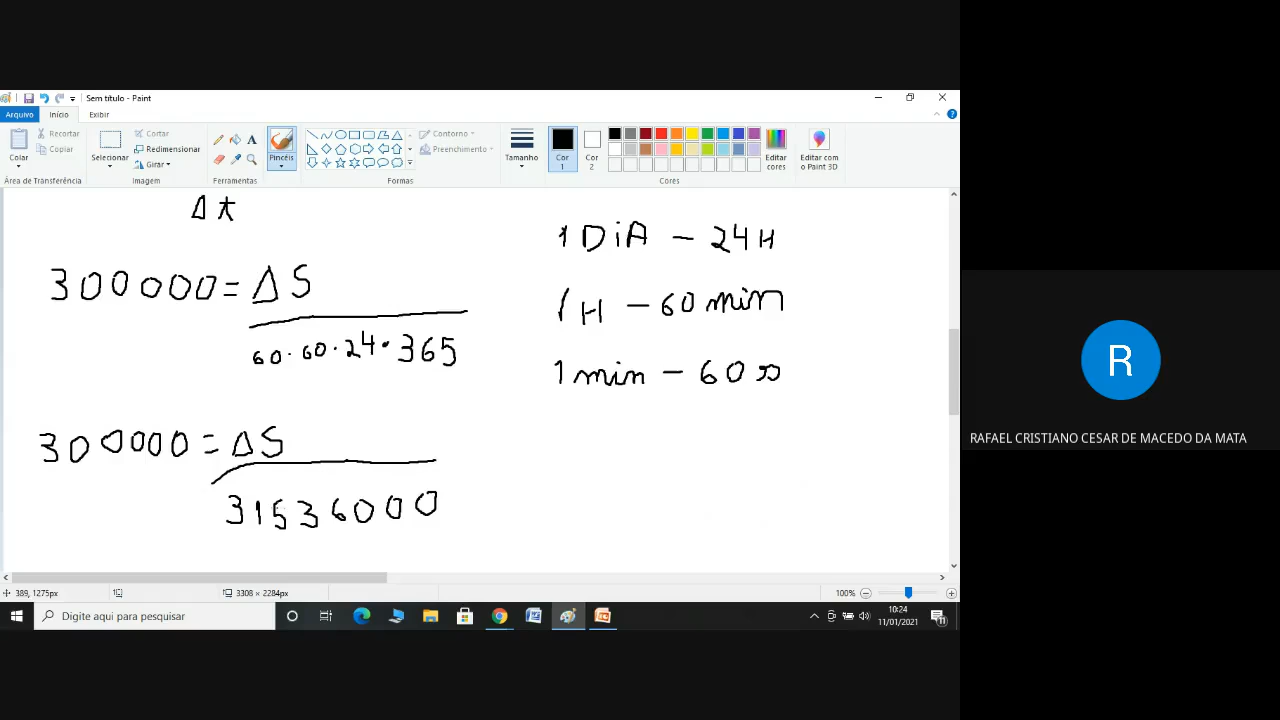 Sem título - Paint
Arquivo Início Exibir
Colar
Recortar
Copiar
Área de Transferência
Selecionar
Cortar
Redimensionar
Girar
Imagem
A
Ferramentas
Pincéis
Contorno
Preenchimento
Formas
Tamanho
Cor 1
Cor 2
Editar cores
Editar com o Paint 3D
Cores
Δt
300000 = ΔS
60·60·24·365
300000 = ΔS
31536000
1 DiA - 24H
1H - 60 min
1 min - 60 s
389, 1275px
3308 × 2284px
100%
Digite aqui para pesquisar
10:24
11/01/2021
11
R
RAFAEL CRISTIANO CESAR DE MACEDO DA MATA